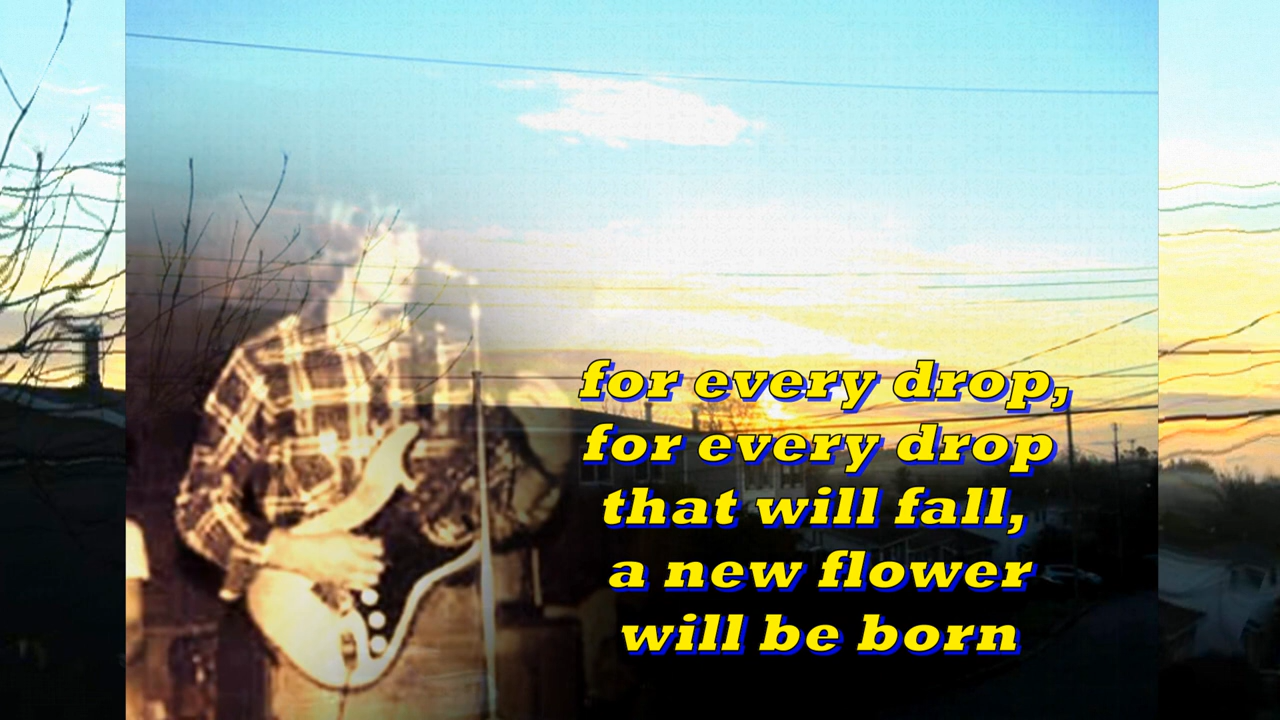 for every drop,
for every drop
that will fall,
a new flower
will be born